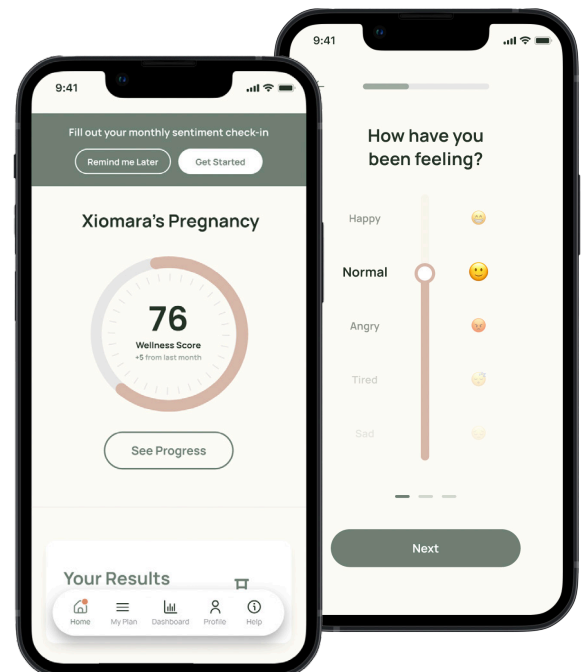 9:41
Fill out your monthly sentiment check-in
Remind me Later
Get Started
Xiomara's Pregnancy
76
Wellness Score
+5 from last month
See Progress
Your Results
Home
My Plan
Dashboard
Profile
Help
9:41
How have you
been feeling?
Happy
Normal
Angry
Tired
Sad
Next